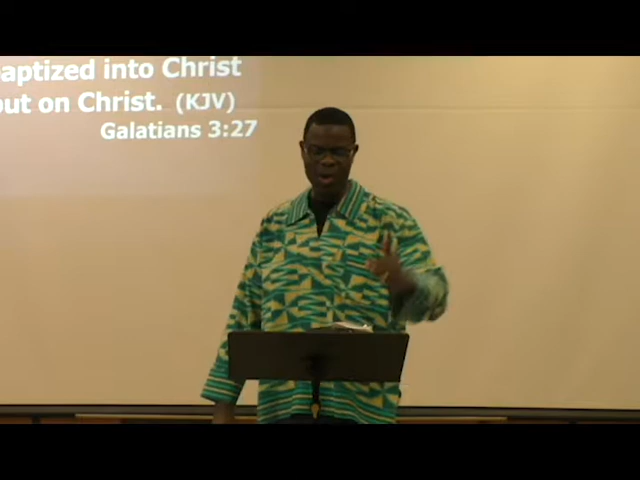 aptized into Christ
out on Christ. (KJV)
Galatians 3:27